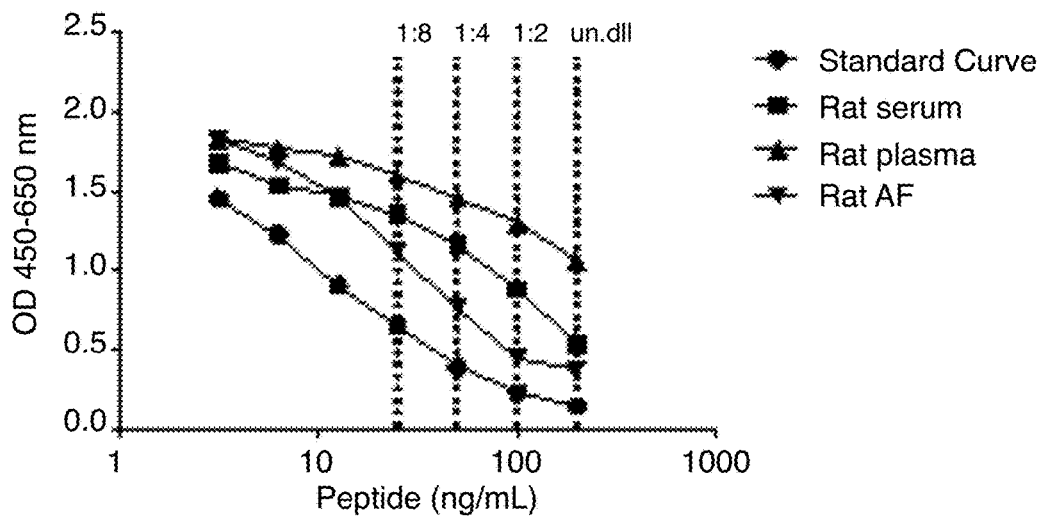 2.5
2.0
1.5
1.0
0.5
0.0
OD 450-650 nm
1:8 1:4 1:2 un.dll
1 10 100 1000
Peptide (ng/mL)
Standard Curve
Rat serum
Rat plasma
Rat AF